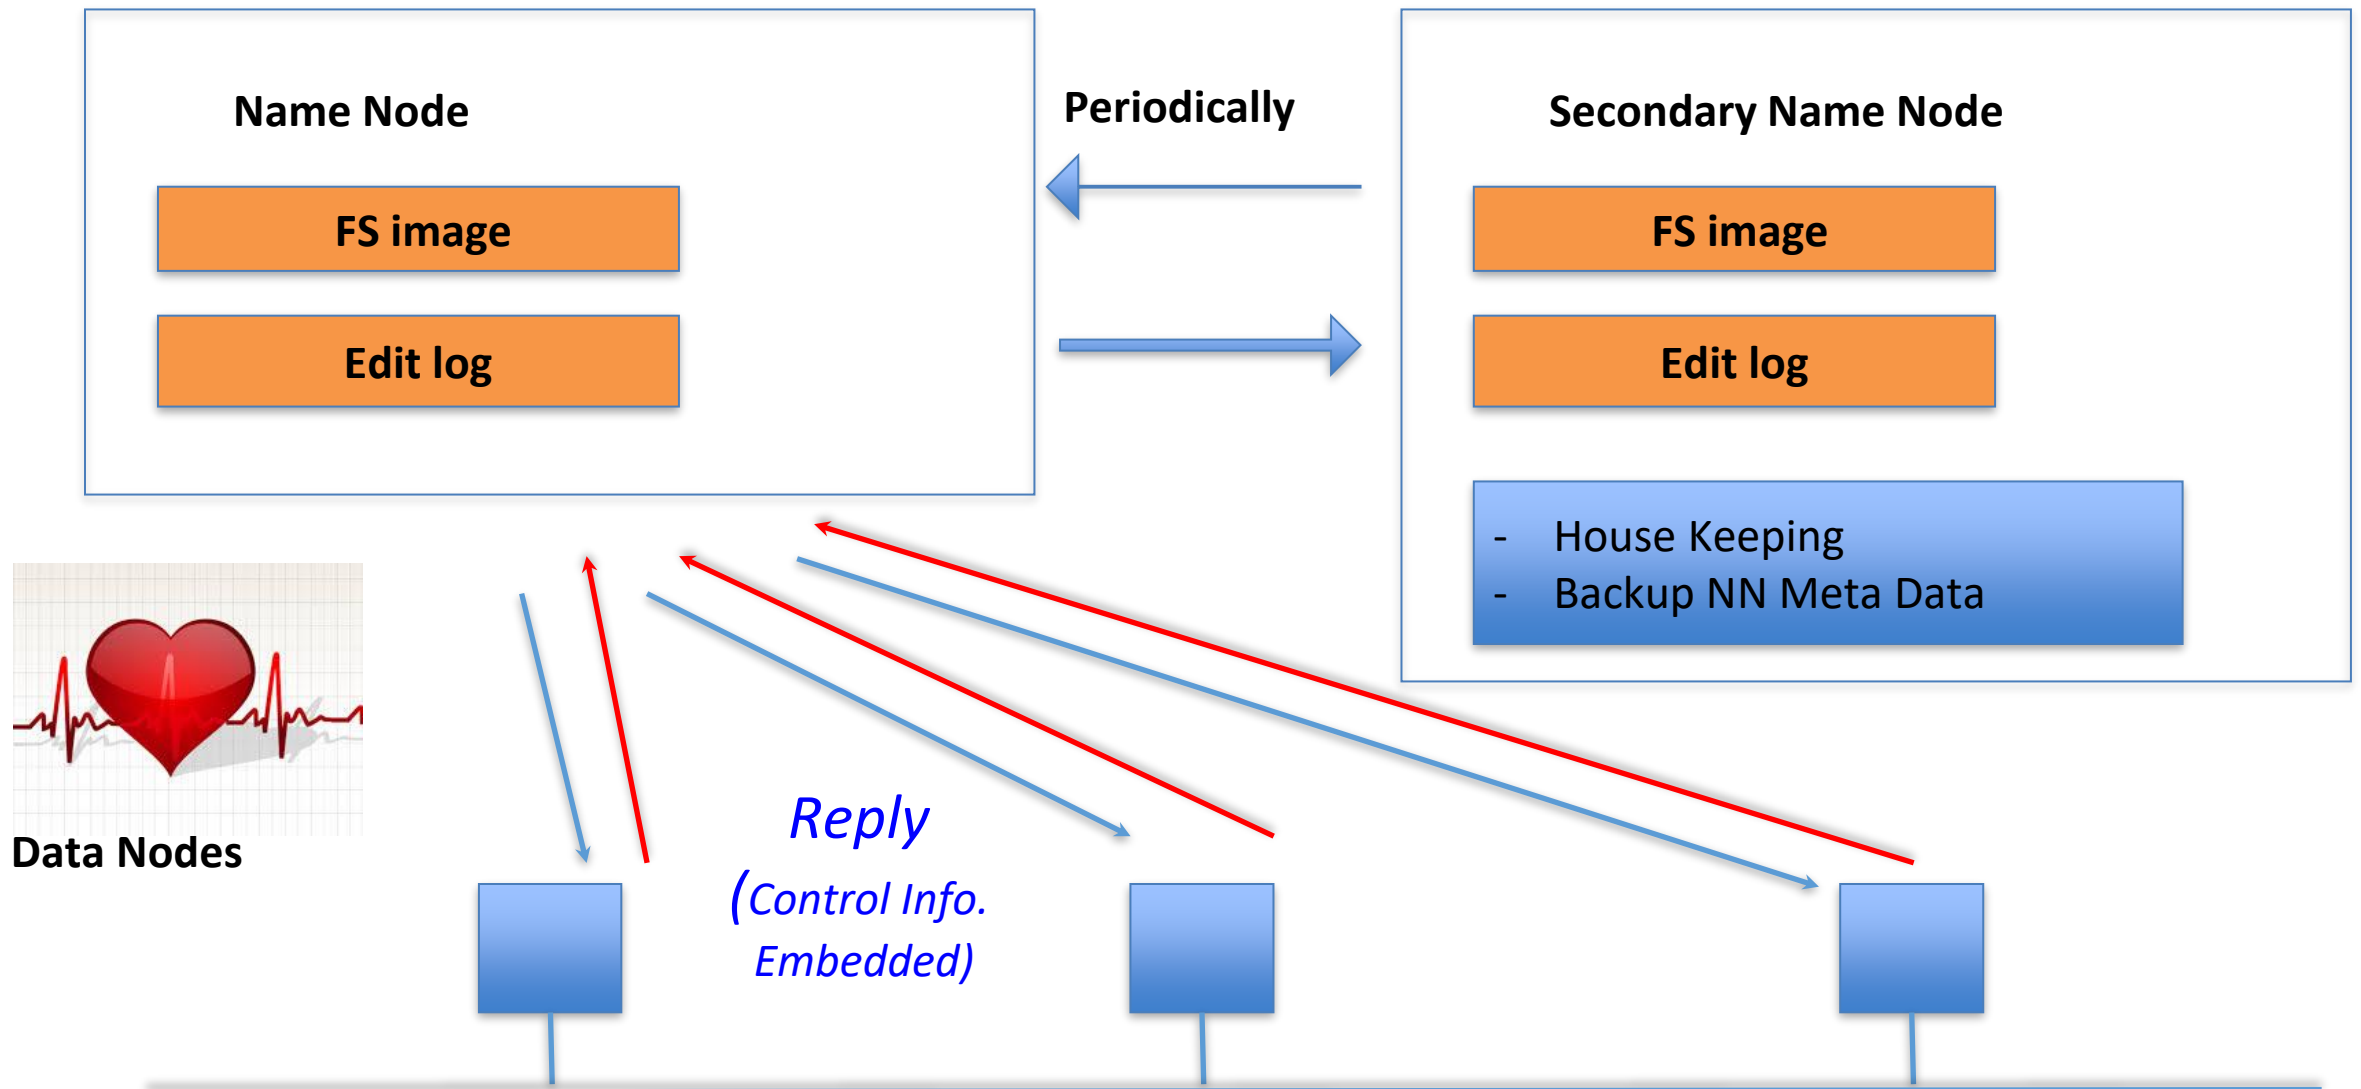 Name Node
Periodically
Secondary Name Node
FS image
FS image
Edit log
Edit log
- House Keeping
- Backup NN Meta Data
Reply
(Control Info.
Embedded)
Data Nodes